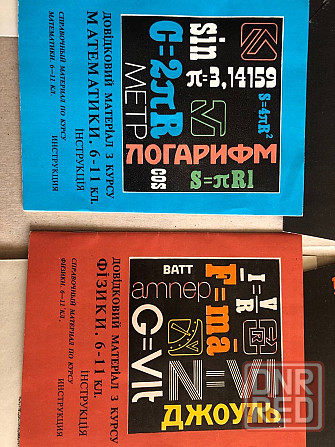 ДОВІДКОВИЙ МАТЕРІАЛ З КУРСУ
МАТЕМАТИКИ. 6-11 КЛ.
ІНСТРУКЦІЯ
СПРАВОЧНЫЙ МАТЕРИАЛ ПО КУРСУ
МАТЕМАТИКИ. 6—11 КЛ.
ИНСТРУКЦИЯ
sin
π=3,14159
C=2πR
S=4πR²
МЕТР
ЛОГАРИФМ
cos
S=πRl
ДОВІДКОВИЙ МАТЕРІАЛ З КУРСУ
ФІЗИКИ. 6-11 КЛ.
ІНСТРУКЦІЯ
СПРАВОЧНЫЙ МАТЕРИАЛ ПО КУРСУ
ФИЗИКИ. 6—11 КЛ.
ИНСТРУКЦИЯ
ВАТТ
ампер
I=V/R
F=mā
G=VIt
N=VI
ДЖОУЛЬ
DNR
RED